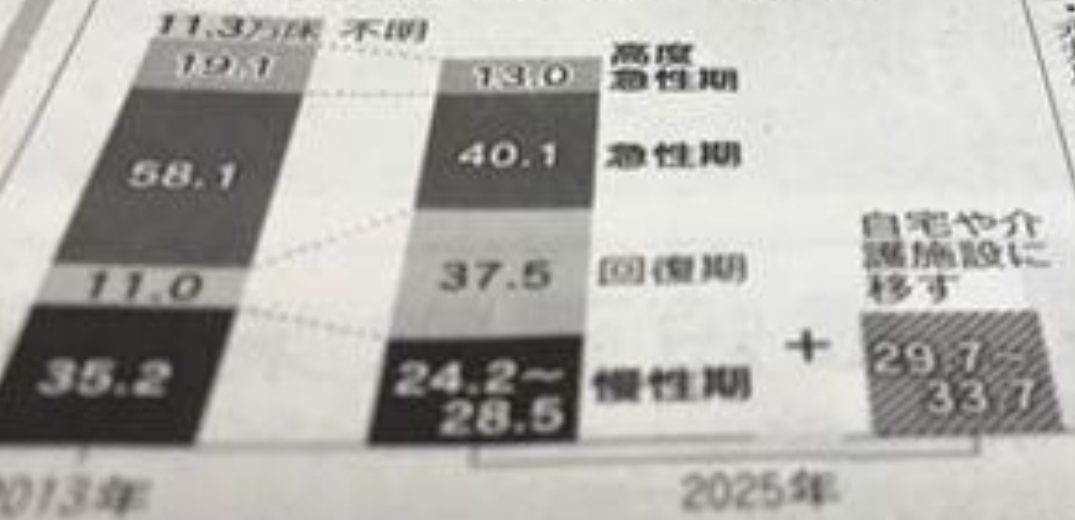 11.3万床 不明
19.1
58.1
11.0
35.2
13.0
40.1
37.5
24.2~
28.5
高度
急性期
急性期
回復期
慢性期
自宅や介
護施設に
移す
+
29.7~
33.7
2013年
2025年